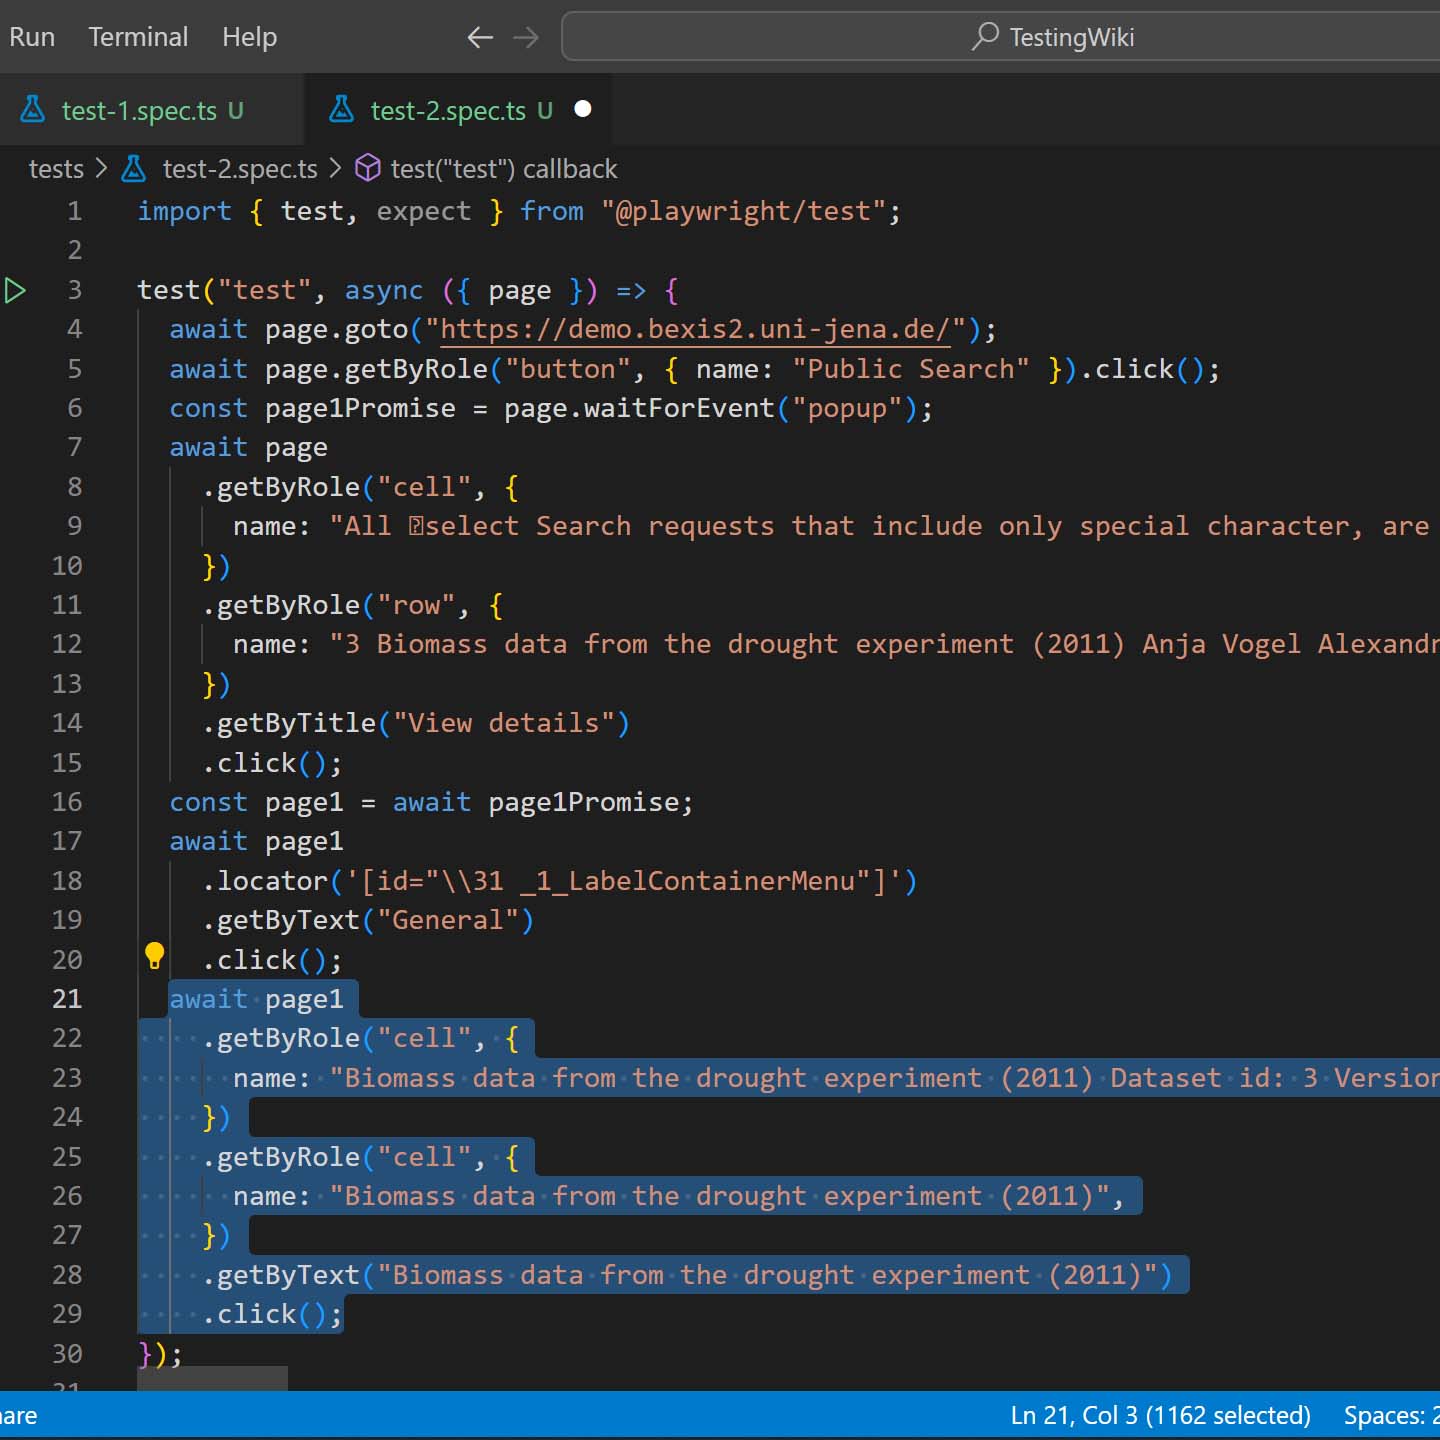 Run Terminal Help TestingWiki
test-1.spec.ts U test-2.spec.ts U
tests > test-2.spec.ts > test("test") callback
1 import { test, expect } from "@playwright/test";
2
3 test("test", async ({ page }) => {
4 await page.goto("https://demo.bexis2.uni-jena.de/");
5 await page.getByRole("button", { name: "Public Search" }).click();
6 const page1Promise = page.waitForEvent("popup");
7 await page
8 .getByRole("cell", {
9 name: "All select Search requests that include only special character, are
10 })
11 .getByRole("row", {
12 name: "3 Biomass data from the drought experiment (2011) Anja Vogel Alexandr
13 })
14 .getByTitle("View details")
15 .click();
16 const page1 = await page1Promise;
17 await page1
18 .locator('[id="\\31 _1_LabelContainerMenu"]')
19 .getByText("General")
20 .click();
21 await page1
22 .getByRole("cell", {
23 name: "Biomass data from the drought experiment (2011) Dataset id: 3 Version
24 })
25 .getByRole("cell", {
26 name: "Biomass data from the drought experiment (2011)",
27 })
28 .getByText("Biomass data from the drought experiment (2011)")
29 .click();
30 });
31
are Ln 21, Col 3 (1162 selected) Spaces: 2